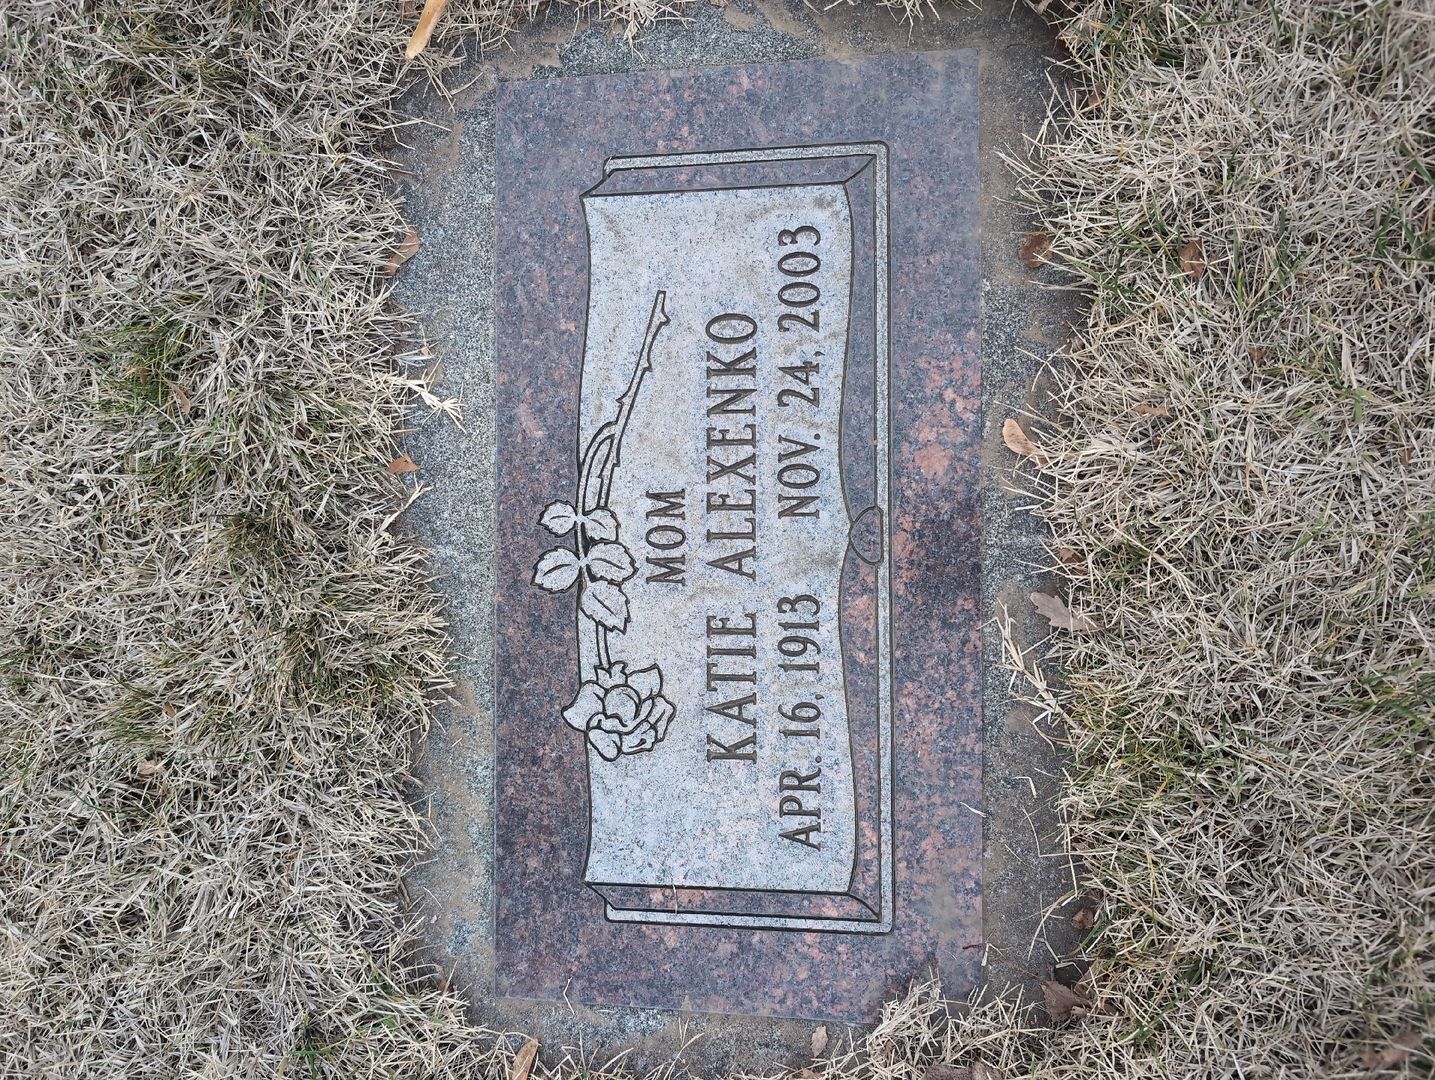 MOM
KATIE ALEXENKO
APR. 16, 1913 NOV. 24, 2003